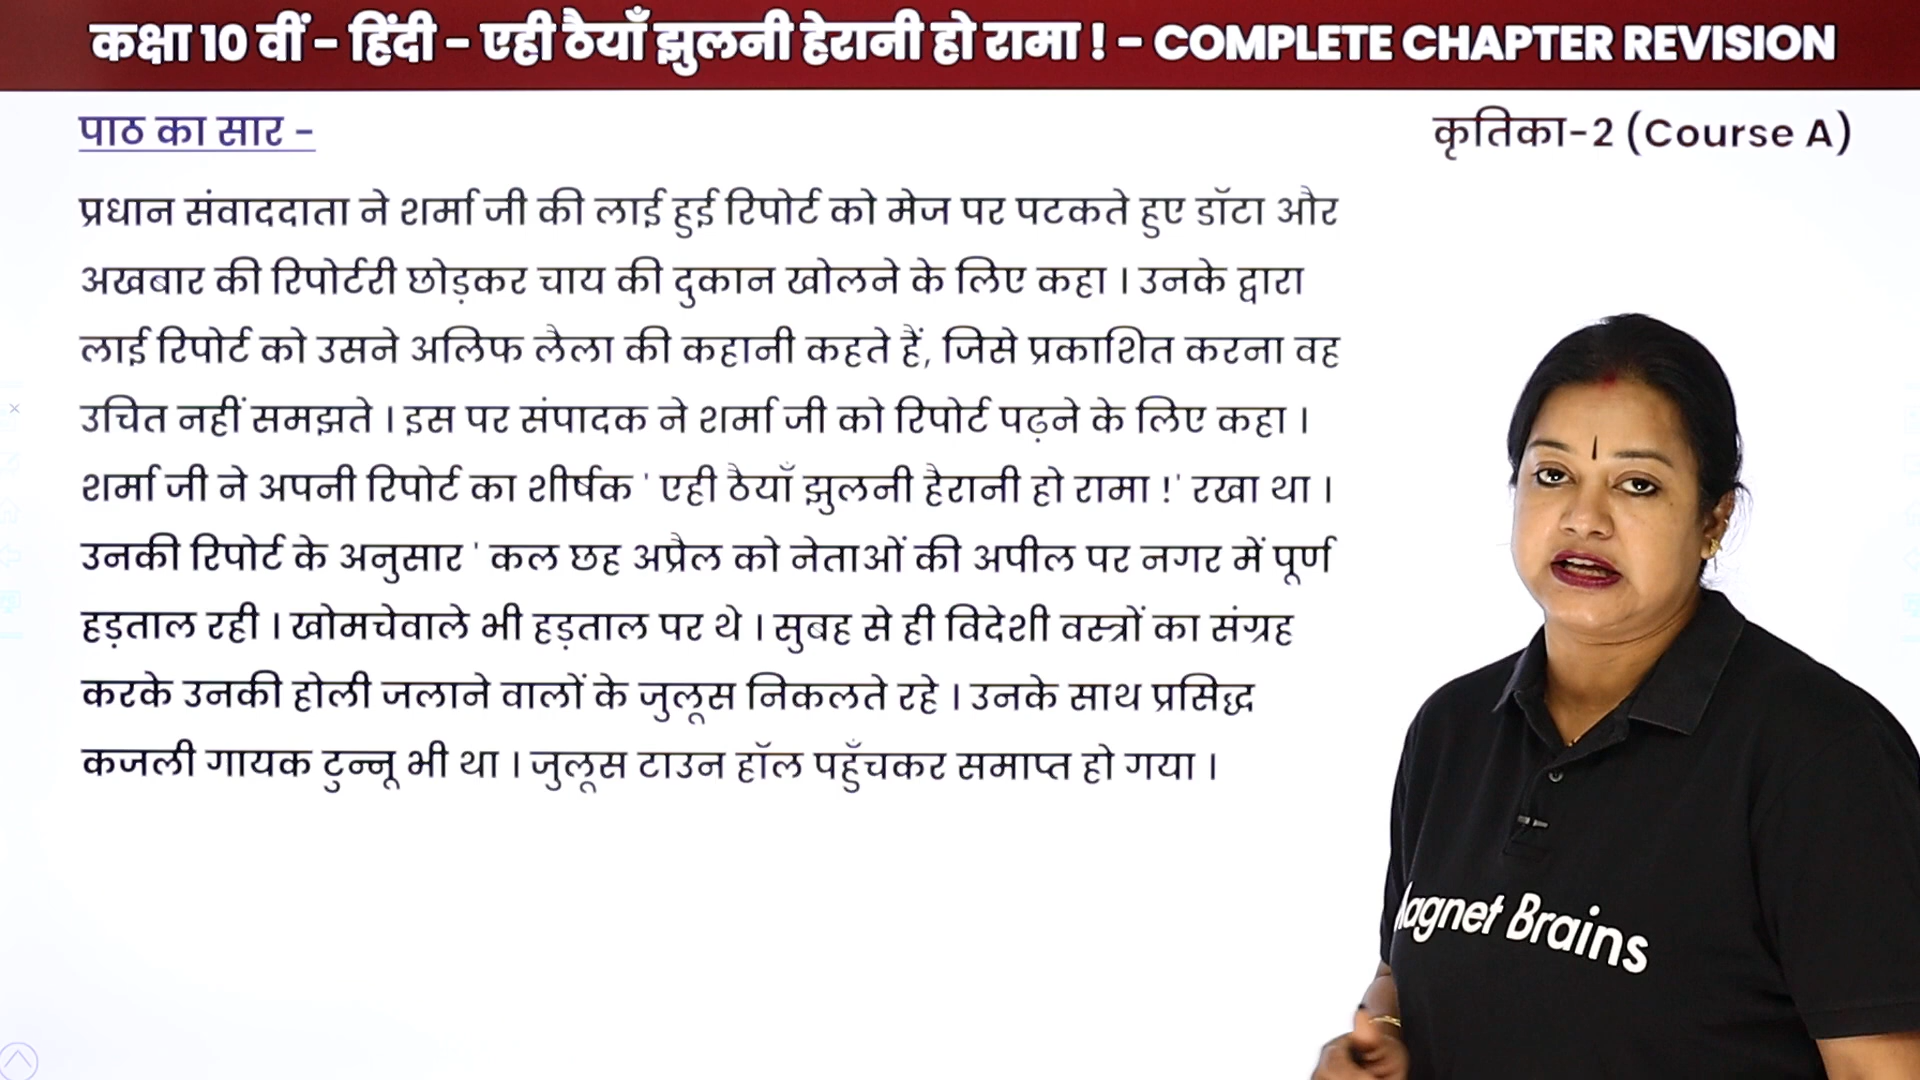 कक्षा 10 वीं – हिंदी – एही ठैयाँ झुलनी हेरानी हो रामा ! – COMPLETE CHAPTER REVISION
पाठ का सार –
कृतिका-2 (Course A)
प्रधान संवाददाता ने शर्मा जी की लाई हुई रिपोर्ट को मेज पर पटकते हुए डॉटा और
अखबार की रिपोर्टरी छोड़कर चाय की दुकान खोलने के लिए कहा । उनके द्वारा
लाई रिपोर्ट को उसने अलिफ लैला की कहानी कहते हैं, जिसे प्रकाशित करना वह
उचित नहीं समझते । इस पर संपादक ने शर्मा जी को रिपोर्ट पढ़ने के लिए कहा ।
शर्मा जी ने अपनी रिपोर्ट का शीर्षक ' एही ठैयाँ झुलनी हैरानी हो रामा !' रखा था ।
उनकी रिपोर्ट के अनुसार ' कल छह अप्रैल को नेताओं की अपील पर नगर में पूर्ण
हड़ताल रही । खोमचेवाले भी हड़ताल पर थे । सुबह से ही विदेशी वस्त्रों का संग्रह
करके उनकी होली जलाने वालों के जुलूस निकलते रहे । उनके साथ प्रसिद्ध
कजली गायक टुन्नू भी था । जुलूस टाउन हॉल पहुँचकर समाप्त हो गया ।
agnet Brains